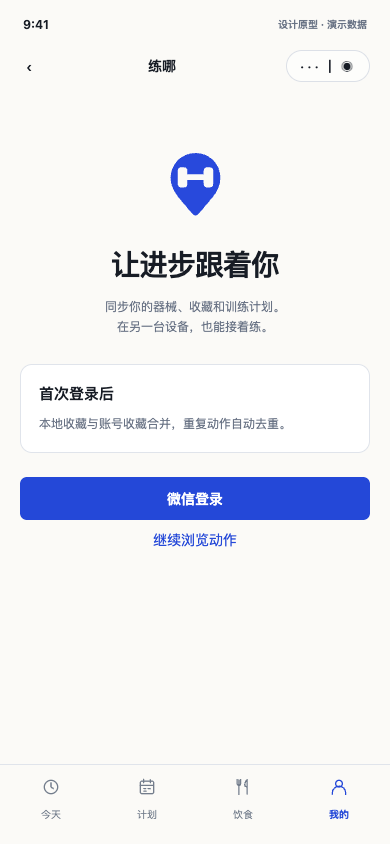 9:41
设计原型 · 演示数据
‹
练哪
让进步跟着你
同步你的器械、收藏和训练计划。
在另一台设备，也能接着练。
首次登录后
本地收藏与账号收藏合并，重复动作自动去重。
微信登录
继续浏览动作
今天
计划
饮食
我的